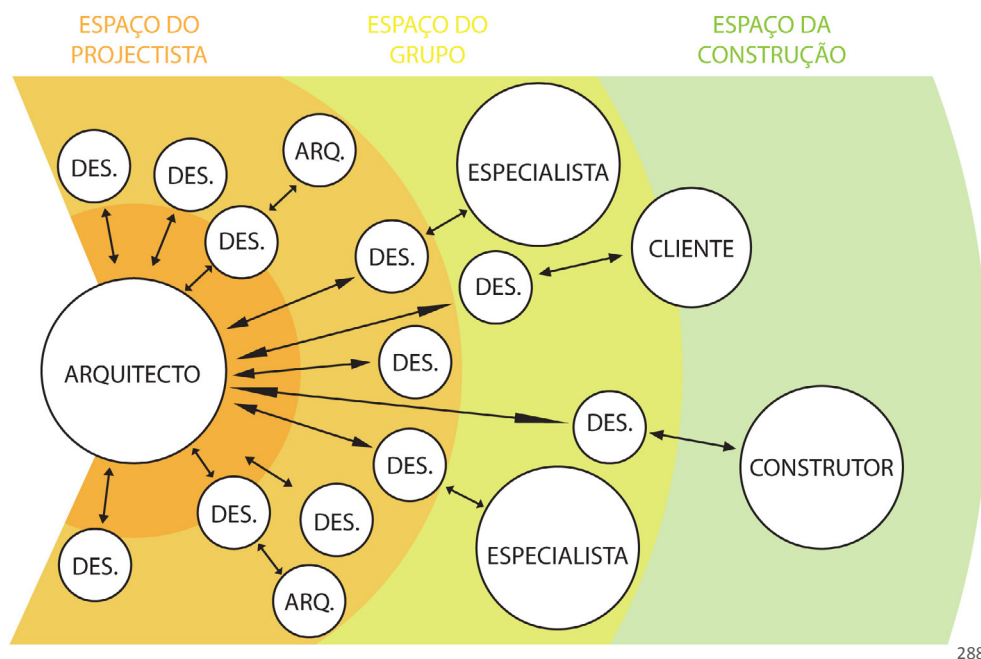 ESPAÇO DO
PROJECTISTA
ESPAÇO DO
GRUPO
ESPAÇO DA
CONSTRUÇÃO
DES.
DES.
ARQ.
DES.
ESPECIALISTA
DES.
DES.
CLIENTE
ARQUITECTO
DES.
DES.
DES.
CONSTRUTOR
DES.
DES.
ESPECIALISTA
DES.
ARQ.
288